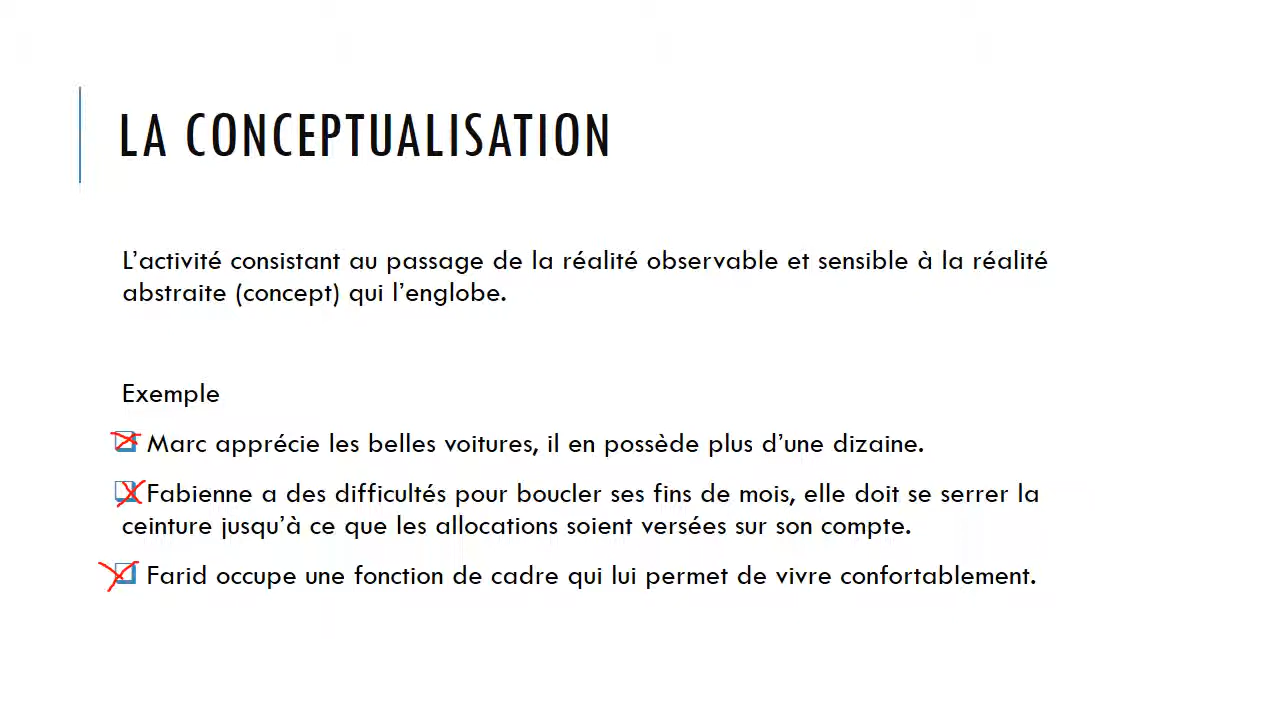 LA CONCEPTUALISATION
L’activité consistant au passage de la réalité observable et sensible à la réalité
abstraite (concept) qui l’englobe.
Exemple
Marc apprécie les belles voitures, il en possède plus d’une dizaine.
Fabienne a des difficultés pour boucler ses fins de mois, elle doit se serrer la
ceinture jusqu’à ce que les allocations soient versées sur son compte.
Farid occupe une fonction de cadre qui lui permet de vivre confortablement.